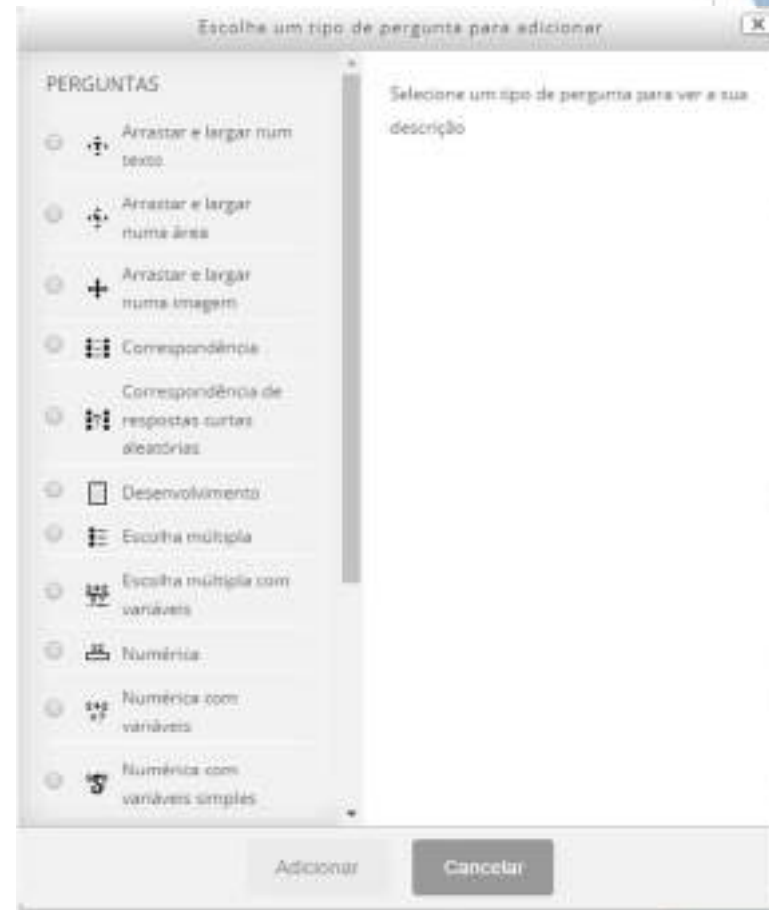 Escolha um tipo de pergunta para adicionar
PERGUNTAS
Arrastar e largar num
texto
Arrastar e largar
numa área
Arrastar e largar
numa imagem
Correspondência
Correspondência de
respostas curtas
aleatórias
Desenvolvimento
Escolha múltipla
Escolha múltipla com
variáveis
Numérica
Numérica com
variáveis
Numérica com
variáveis simples
Selecione um tipo de pergunta para ver a sua
descrição
Adicionar
Cancelar